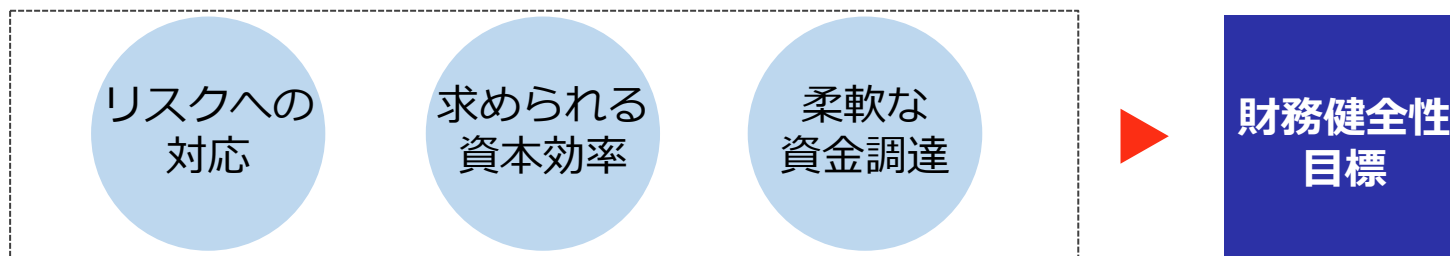 リスクへの
対応
求められる
資本効率
柔軟な
資金調達
財務健全性
目標